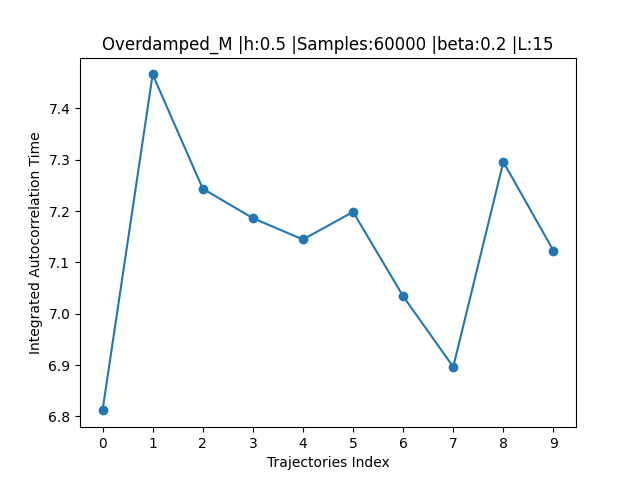 Overdamped_M |h:0.5 |Samples:60000 |beta:0.2 |L:15
Integrated Autocorrelation Time
7.4
7.3
7.2
7.1
7.0
6.9
6.8
0 1 2 3 4 5 6 7 8 9
Trajectories Index